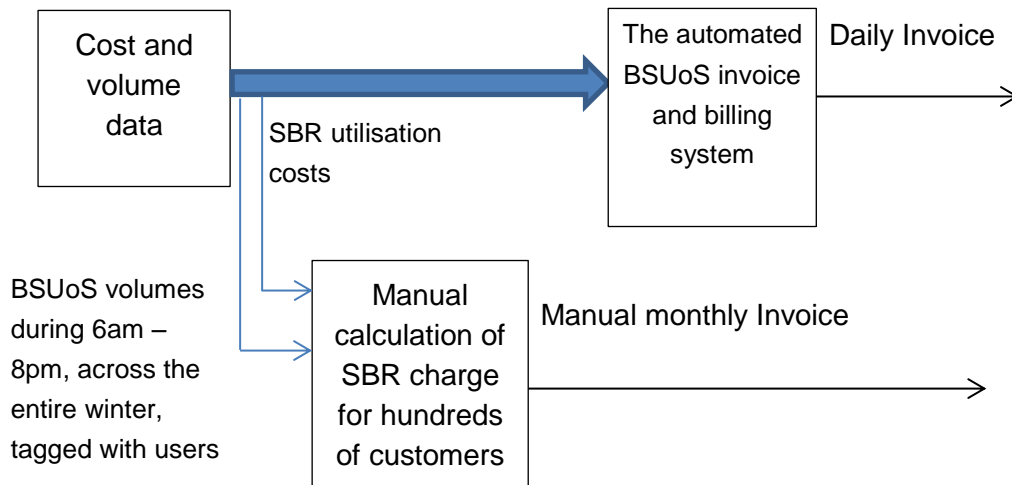 Cost and
volume
data
SBR utilisation
costs
The automated
BSUoS invoice
and billing
system
Daily Invoice
BSUoS volumes
during 6am –
8pm, across the
entire winter,
tagged with users
Manual
calculation of
SBR charge
for hundreds
of customers
Manual monthly Invoice